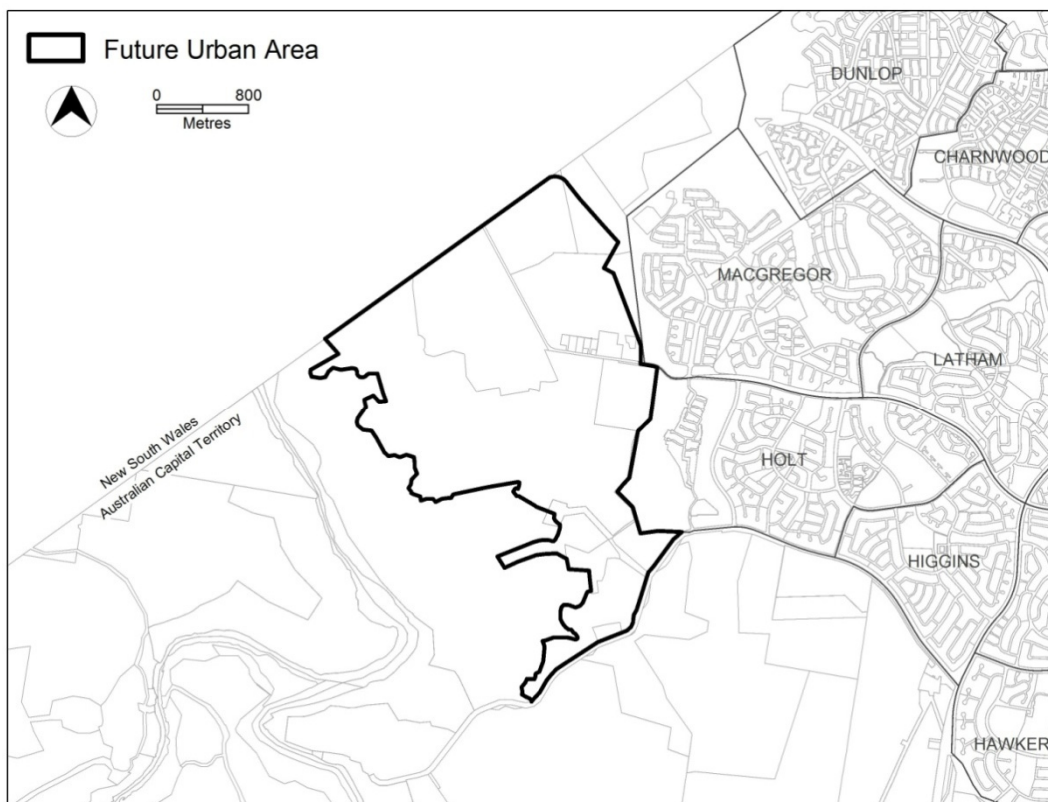 Future Urban Area
0 800
Metres
DUNLOP
CHARNWOOD
MACGREGOR
LATHAM
New South Wales
Australian Capital Territory
HOLT
HIGGINS
HAWKER